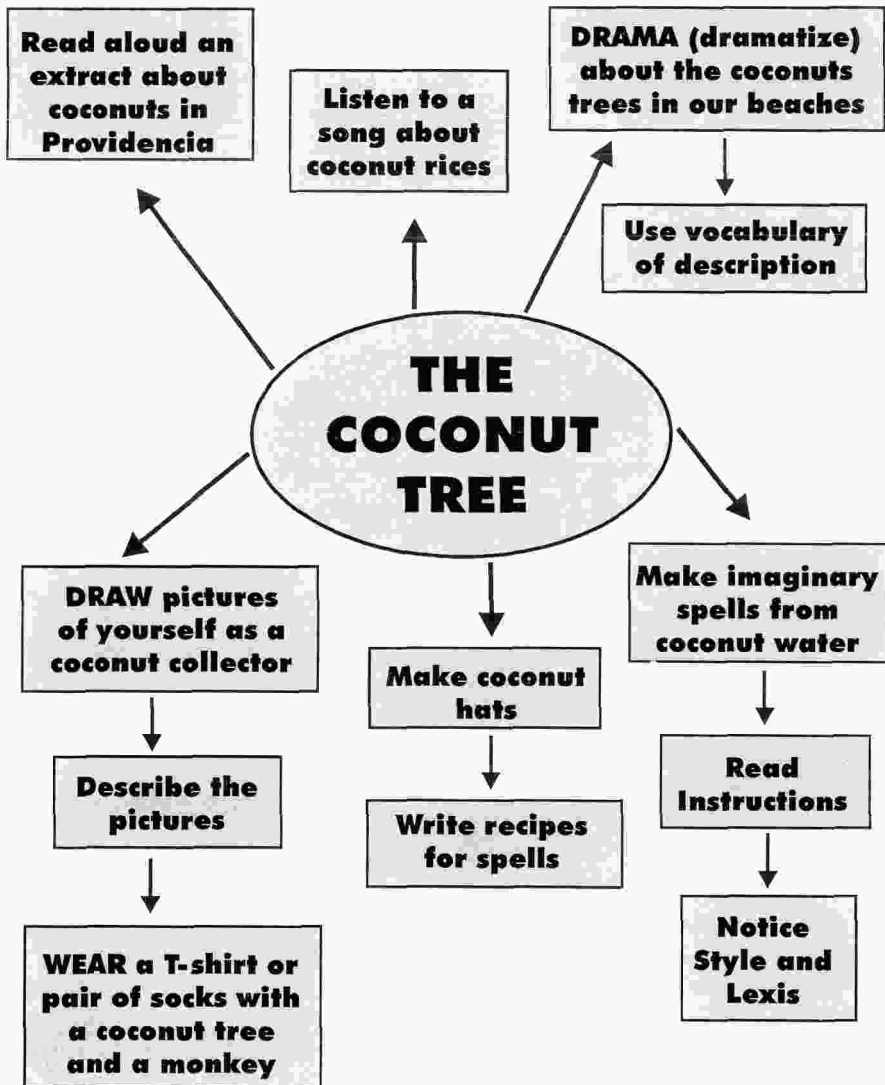 Read aloud an
extract about
coconuts in
Providencia
Listen to a
song about
coconut rices
DRAMA (dramatize)
about the coconuts
trees in our beaches
Use vocabulary
of description
THE
COCONUT
TREE
DRAW pictures
of yourself as a
coconut collector
Describe the
pictures
WEAR a T-shirt or
pair of socks with
a coconut tree
and a monkey
Make coconut
hats
Write recipes
for spells
Make imaginary
spells from
coconut water
Read
Instructions
Notice
Style and
Lexis